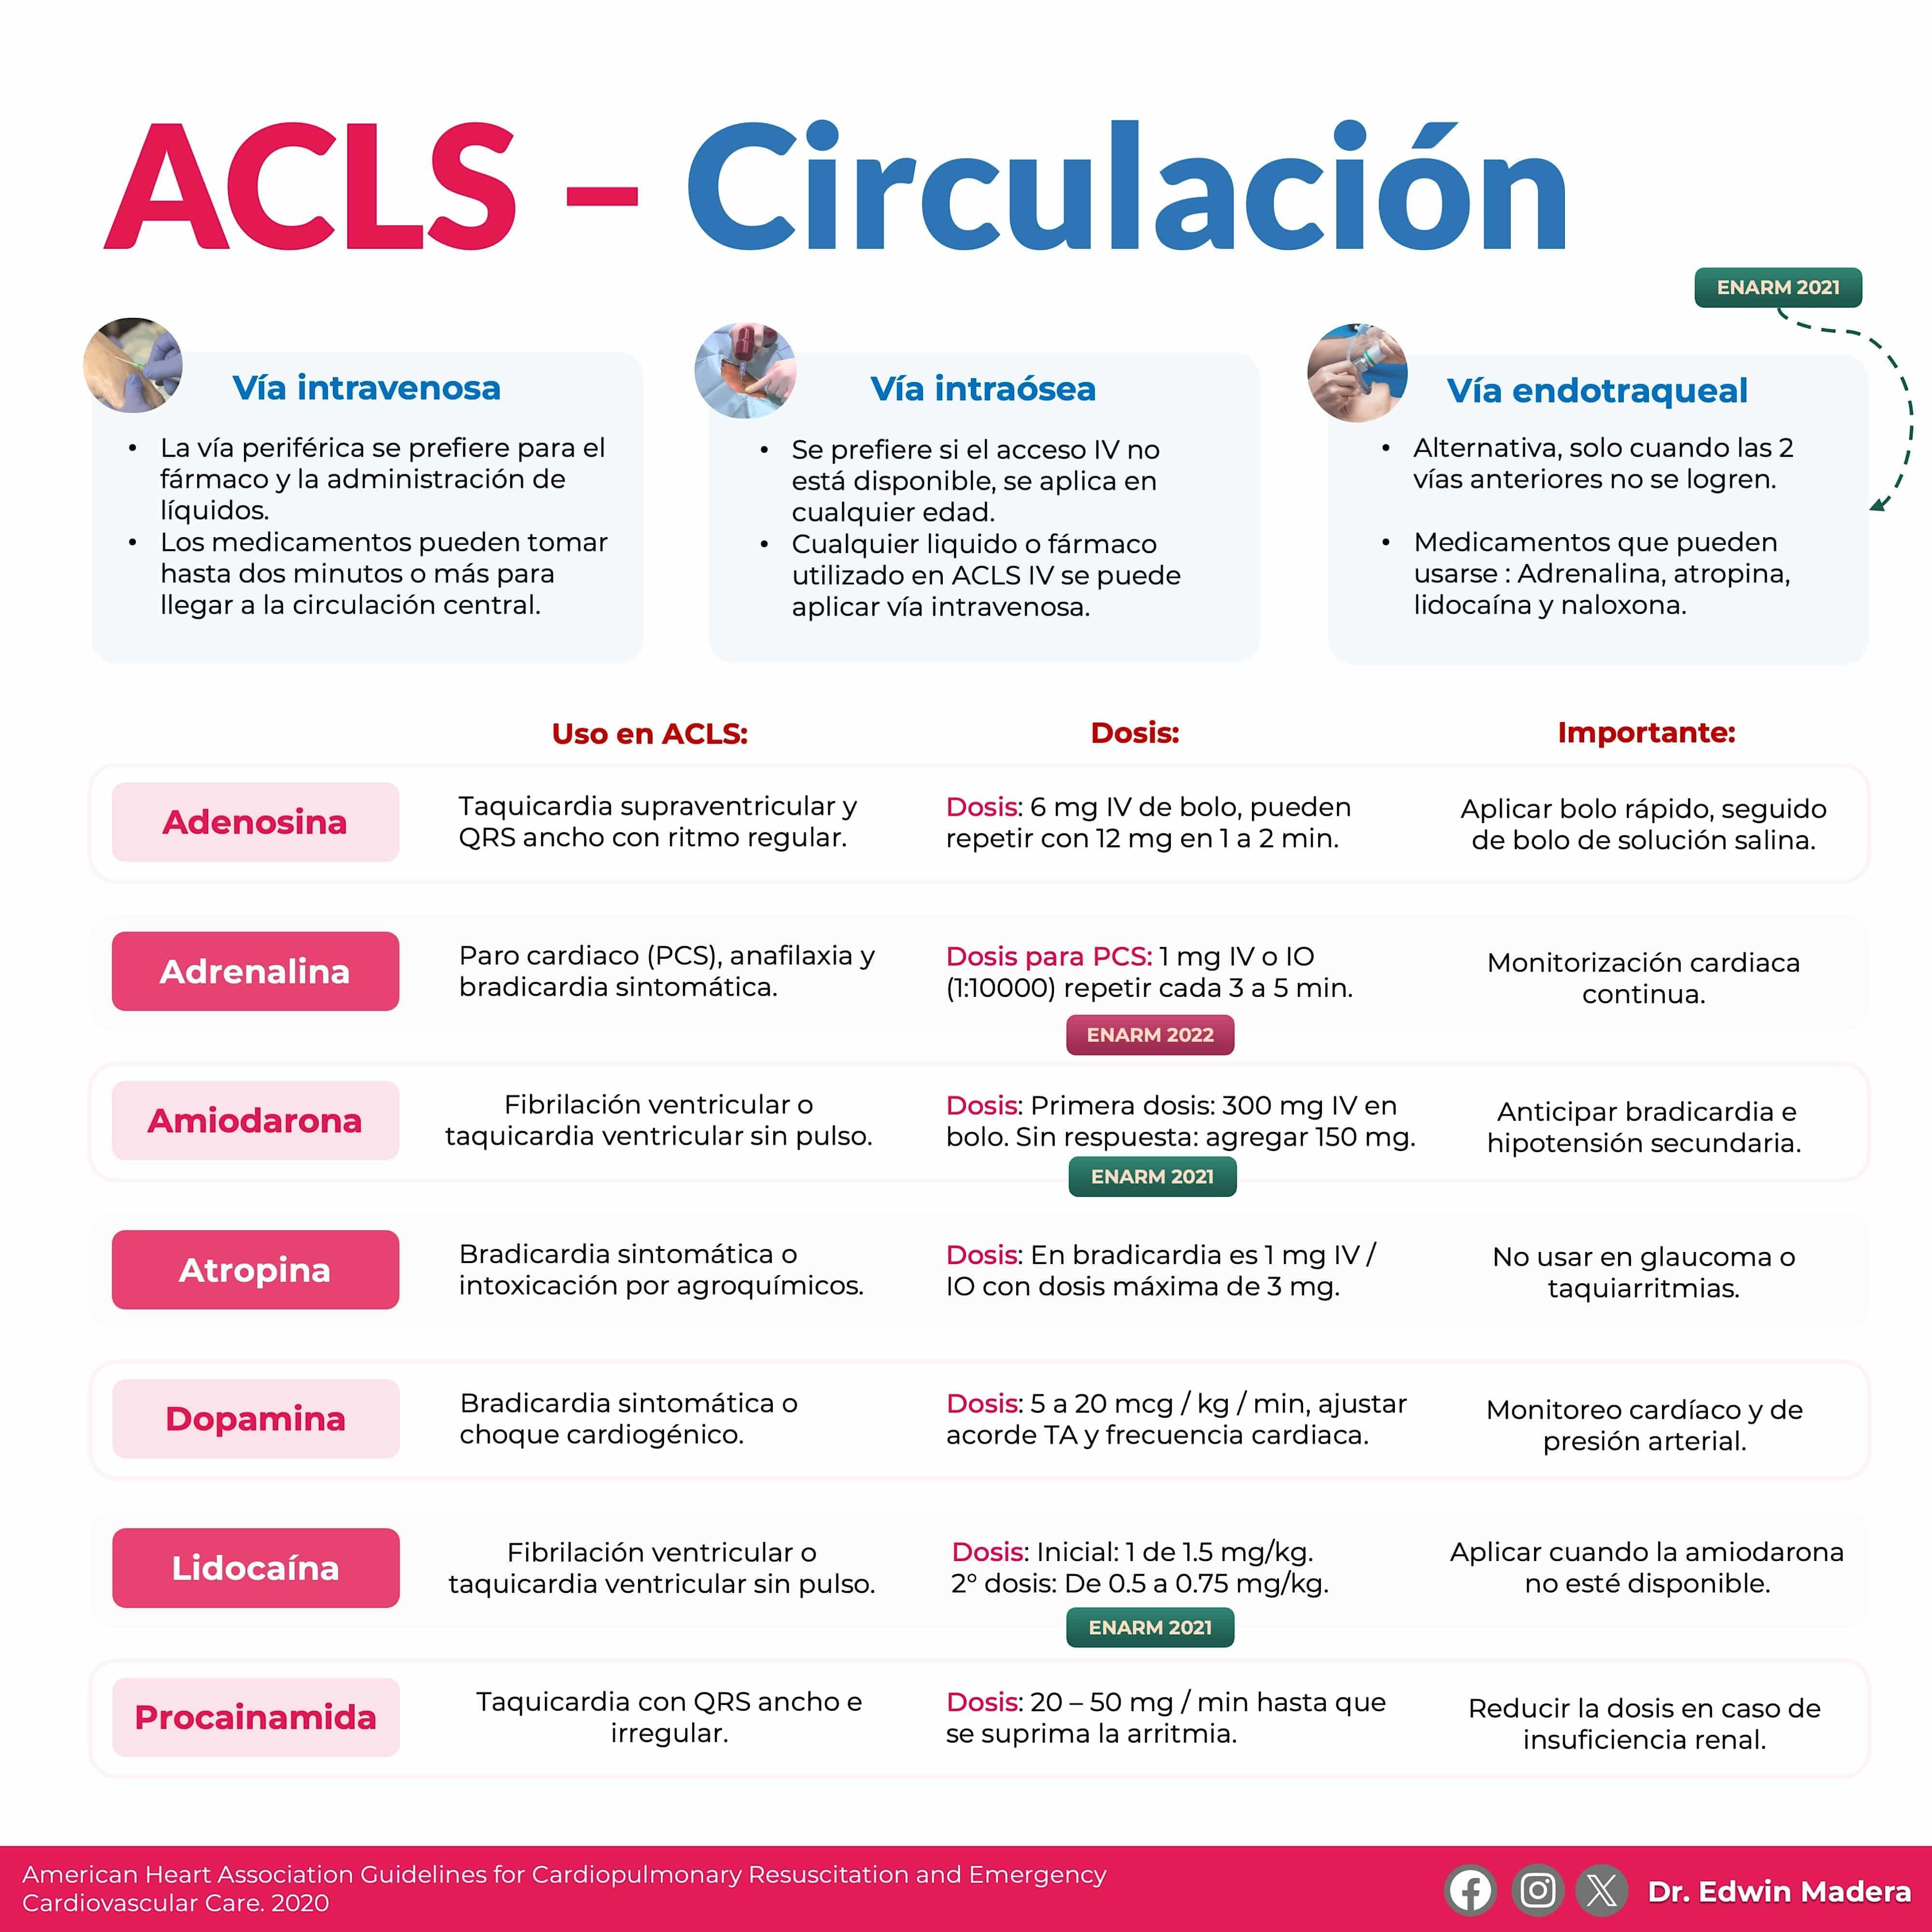 ACLS – Circulación
ENARM 2021
Vía intravenosa
• La vía periférica se prefiere para el
fármaco y la administración de
líquidos.
• Los medicamentos pueden tomar
hasta dos minutos o más para
llegar a la circulación central.
Vía intraósea
• Se prefiere si el acceso IV no
está disponible, se aplica en
cualquier edad.
• Cualquier liquido o fármaco
utilizado en ACLS IV se puede
aplicar vía intravenosa.
Vía endotraqueal
• Alternativa, solo cuando las 2
vías anteriores no se logren.
• Medicamentos que pueden
usarse : Adrenalina, atropina,
lidocaína y naloxona.
Uso en ACLS:
Dosis:
Importante:
Adenosina
Taquicardia supraventricular y
QRS ancho con ritmo regular.
Dosis: 6 mg IV de bolo, pueden
repetir con 12 mg en 1 a 2 min.
Aplicar bolo rápido, seguido
de bolo de solución salina.
Adrenalina
Paro cardiaco (PCS), anafilaxia y
bradicardia sintomática.
Dosis para PCS: 1 mg IV o IO
(1:10000) repetir cada 3 a 5 min.
ENARM 2022
Monitorización cardiaca
continua.
Amiodarona
Fibrilación ventricular o
taquicardia ventricular sin pulso.
Dosis: Primera dosis: 300 mg IV en
bolo. Sin respuesta: agregar 150 mg.
ENARM 2021
Anticipar bradicardia e
hipotensión secundaria.
Atropina
Bradicardia sintomática o
intoxicación por agroquímicos.
Dosis: En bradicardia es 1 mg IV /
IO con dosis máxima de 3 mg.
No usar en glaucoma o
taquiarritmias.
Dopamina
Bradicardia sintomática o
choque cardiogénico.
Dosis: 5 a 20 mcg / kg / min, ajustar
acorde TA y frecuencia cardiaca.
Monitoreo cardíaco y de
presión arterial.
Lidocaína
Fibrilación ventricular o
taquicardia ventricular sin pulso.
Dosis: Inicial: 1 de 1.5 mg/kg.
2° dosis: De 0.5 a 0.75 mg/kg.
ENARM 2021
Aplicar cuando la amiodarona
no esté disponible.
Procainamida
Taquicardia con QRS ancho e
irregular.
Dosis: 20 – 50 mg / min hasta que
se suprima la arritmia.
Reducir la dosis en caso de
insuficiencia renal.
American Heart Association Guidelines for Cardiopulmonary Resuscitation and Emergency
Cardiovascular Care. 2020
Dr. Edwin Madera